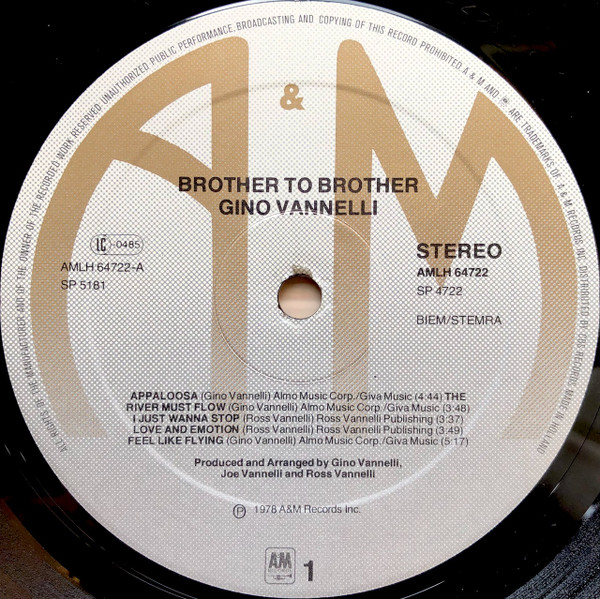 ALL RIGHTS OF THE MANUFACTURER AND OF THE OWNER OF THE RECORDED WORK RESERVED UNAUTHORIZED PUBLIC PERFORMANCE, BROADCASTING AND COPYING OF THIS RECORD PROHIBITED. A & M AND ARE TRADEMARKS OF A & M RECORDS INC. DISTRIBUTED BY CBS RECORDS. MADE IN HOLLAND
A&M
BROTHER TO BROTHER
GINO VANNELLI
LC -0485
AMLH 64722-A
SP 5181
STEREO
AMLH 64722
SP 4722
BIEM/STEMRA
APPALOOSA (Gino Vannelli) Almo Music Corp./Giva Music (4:44) THE
RIVER MUST FLOW (Gino Vannelli) Almo Music Corp./Giva Music (3:48)
I JUST WANNA STOP (Ross Vannelli) Ross Vannelli Publishing (3:37)
LOVE AND EMOTION (Ross Vannelli) Ross Vannelli Publishing (3:49)
FEEL LIKE FLYING (Gino Vannelli) Almo Music Corp./Giva Music (5:17)
Produced and Arranged by Gino Vannelli,
Joe Vannelli and Ross Vannelli
℗ 1978 A&M Records Inc.
A&M
1